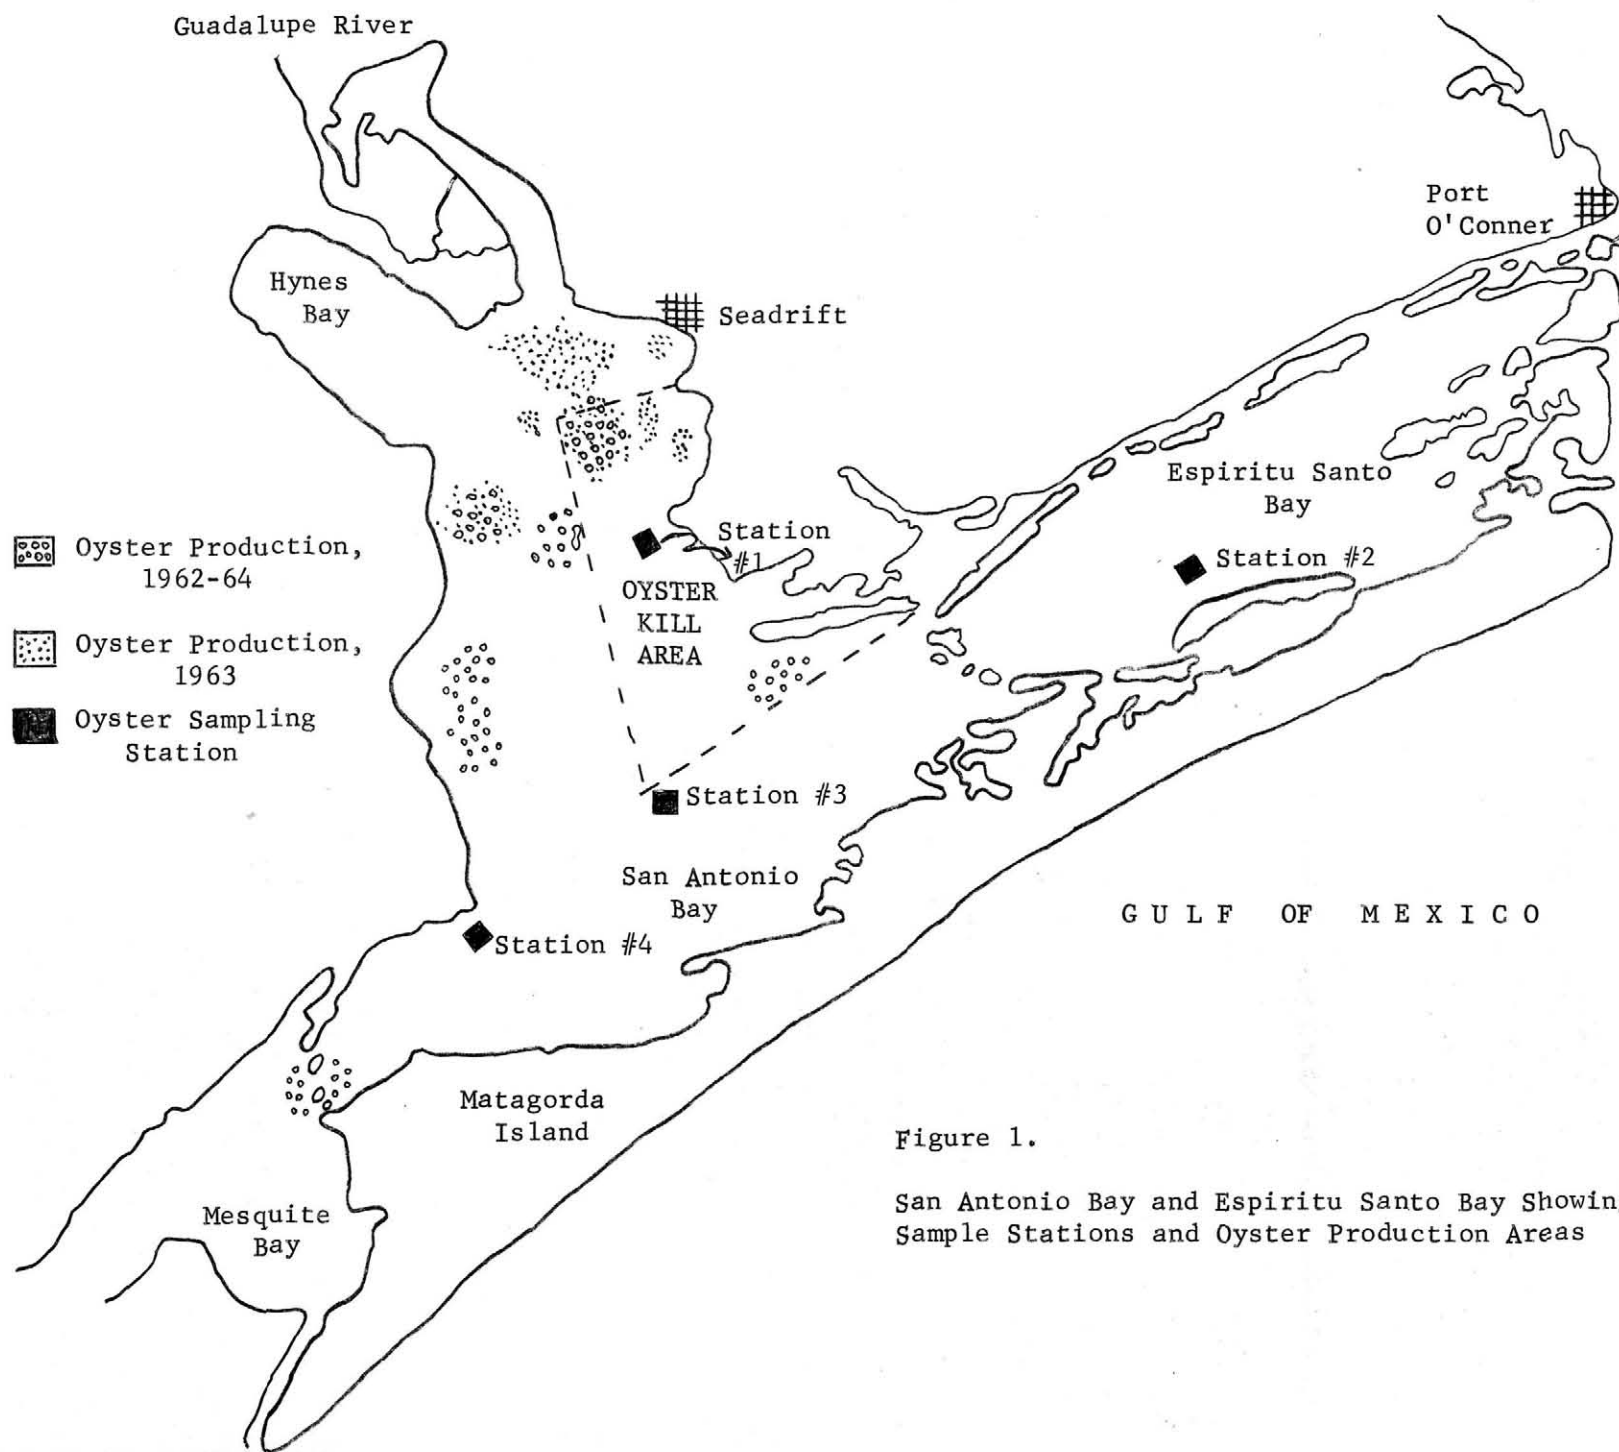 Guadalupe River
Port
O'Conner
Hynes
Bay
Seadrift
Espiritu Santo
Bay
Station
#1
Station #2
Oyster Production,
1962-64
OYSTER
KILL
AREA
Oyster Production,
1963
Oyster Sampling
Station
Station #3
San Antonio
Bay
GULF OF MEXICO
Station #4
Matagorda
Island
Figure 1.
San Antonio Bay and Espiritu Santo Bay Showin
Sample Stations and Oyster Production Areas
Mesquite
Bay